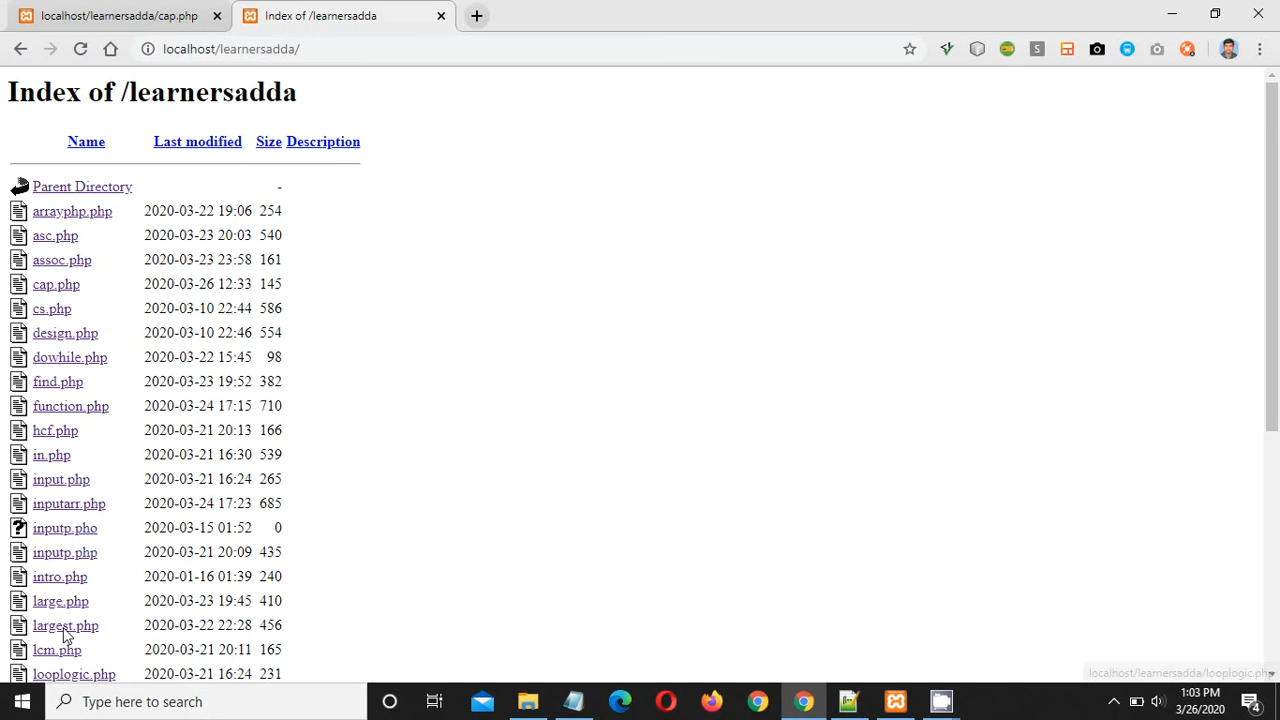 localhost/learnersadda/cap.php
Index of /learnersadda
localhost/learnersadda/
Index of /learnersadda
Name Last modified Size Description
Parent Directory -
arrayphp.php 2020-03-22 19:06 254
asc.php 2020-03-23 20:03 540
assoc.php 2020-03-23 23:58 161
cap.php 2020-03-26 12:33 145
cs.php 2020-03-10 22:44 586
design.php 2020-03-10 22:46 554
dowhile.php 2020-03-22 15:45 98
find.php 2020-03-23 19:52 382
function.php 2020-03-24 17:15 710
hcf.php 2020-03-21 20:13 166
in.php 2020-03-21 16:30 539
input.php 2020-03-21 16:24 265
inputarr.php 2020-03-24 17:23 685
inputp.pho 2020-03-15 01:52 0
inputp.php 2020-03-21 20:09 435
intro.php 2020-01-16 01:39 240
large.php 2020-03-23 19:45 410
largest.php 2020-03-22 22:28 456
lcm.php 2020-03-21 20:11 165
looplogic.php 2020-03-21 16:24 231
localhost/learnersadda/looplogic.php
Type here to search
1:03 PM
3/26/2020
4